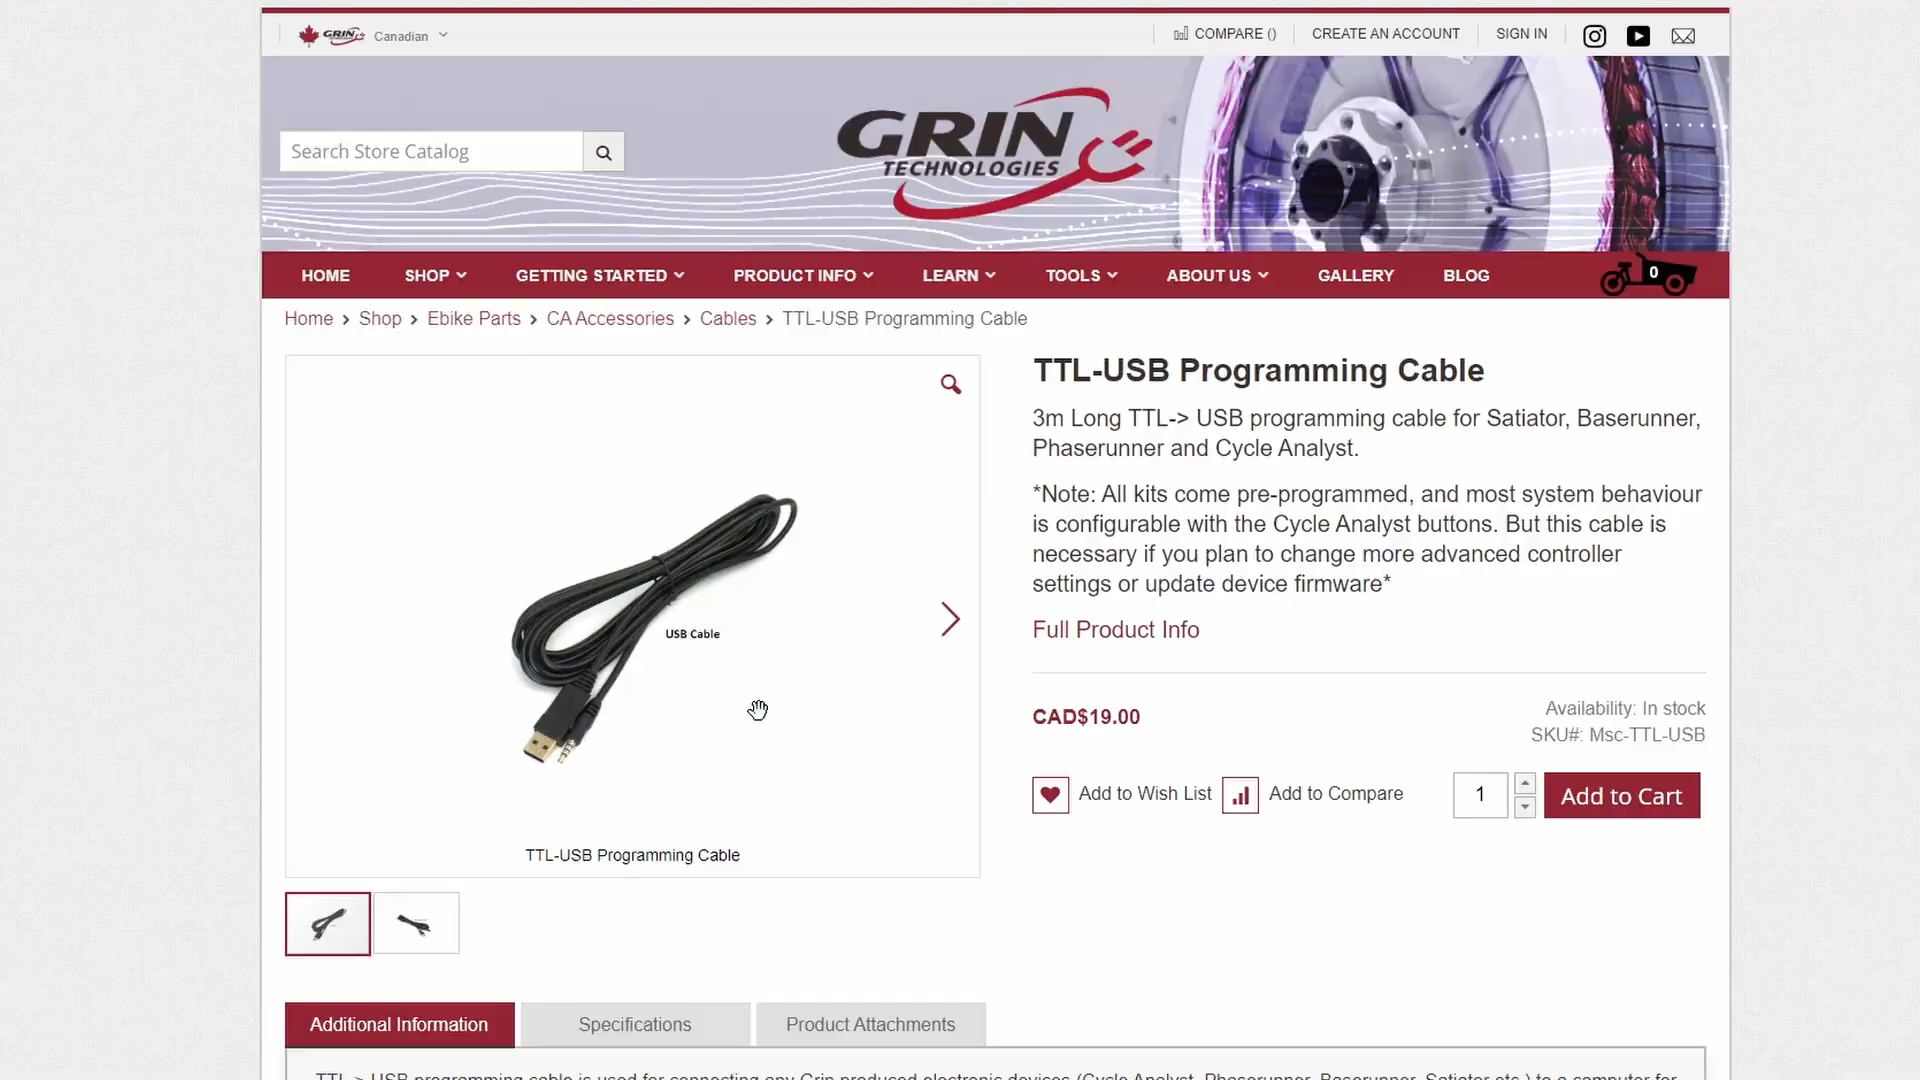 GRIN Canadian
COMPARE ()
CREATE AN ACCOUNT
SIGN IN
Search Store Catalog
GRIN
TECHNOLOGIES
HOME
SHOP
GETTING STARTED
PRODUCT INFO
LEARN
TOOLS
ABOUT US
GALLERY
BLOG
0
Home > Shop > Ebike Parts > CA Accessories > Cables > TTL-USB Programming Cable
USB Cable
TTL-USB Programming Cable
TTL-USB Programming Cable
3m Long TTL-> USB programming cable for Satiator, Baserunner,
Phaserunner and Cycle Analyst.
*Note: All kits come pre-programmed, and most system behaviour
is configurable with the Cycle Analyst buttons. But this cable is
necessary if you plan to change more advanced controller
settings or update device firmware*
Full Product Info
CAD$19.00
Availability: In stock
SKU#: Msc-TTL-USB
Add to Wish List
Add to Compare
1
Add to Cart
Additional Information
Specifications
Product Attachments
TTL-> USB programming cable is used for connecting any Grin produced electronic devices (Cycle Analyst, Phaserunner, Baserunner, Satiator etc.) to a computer for